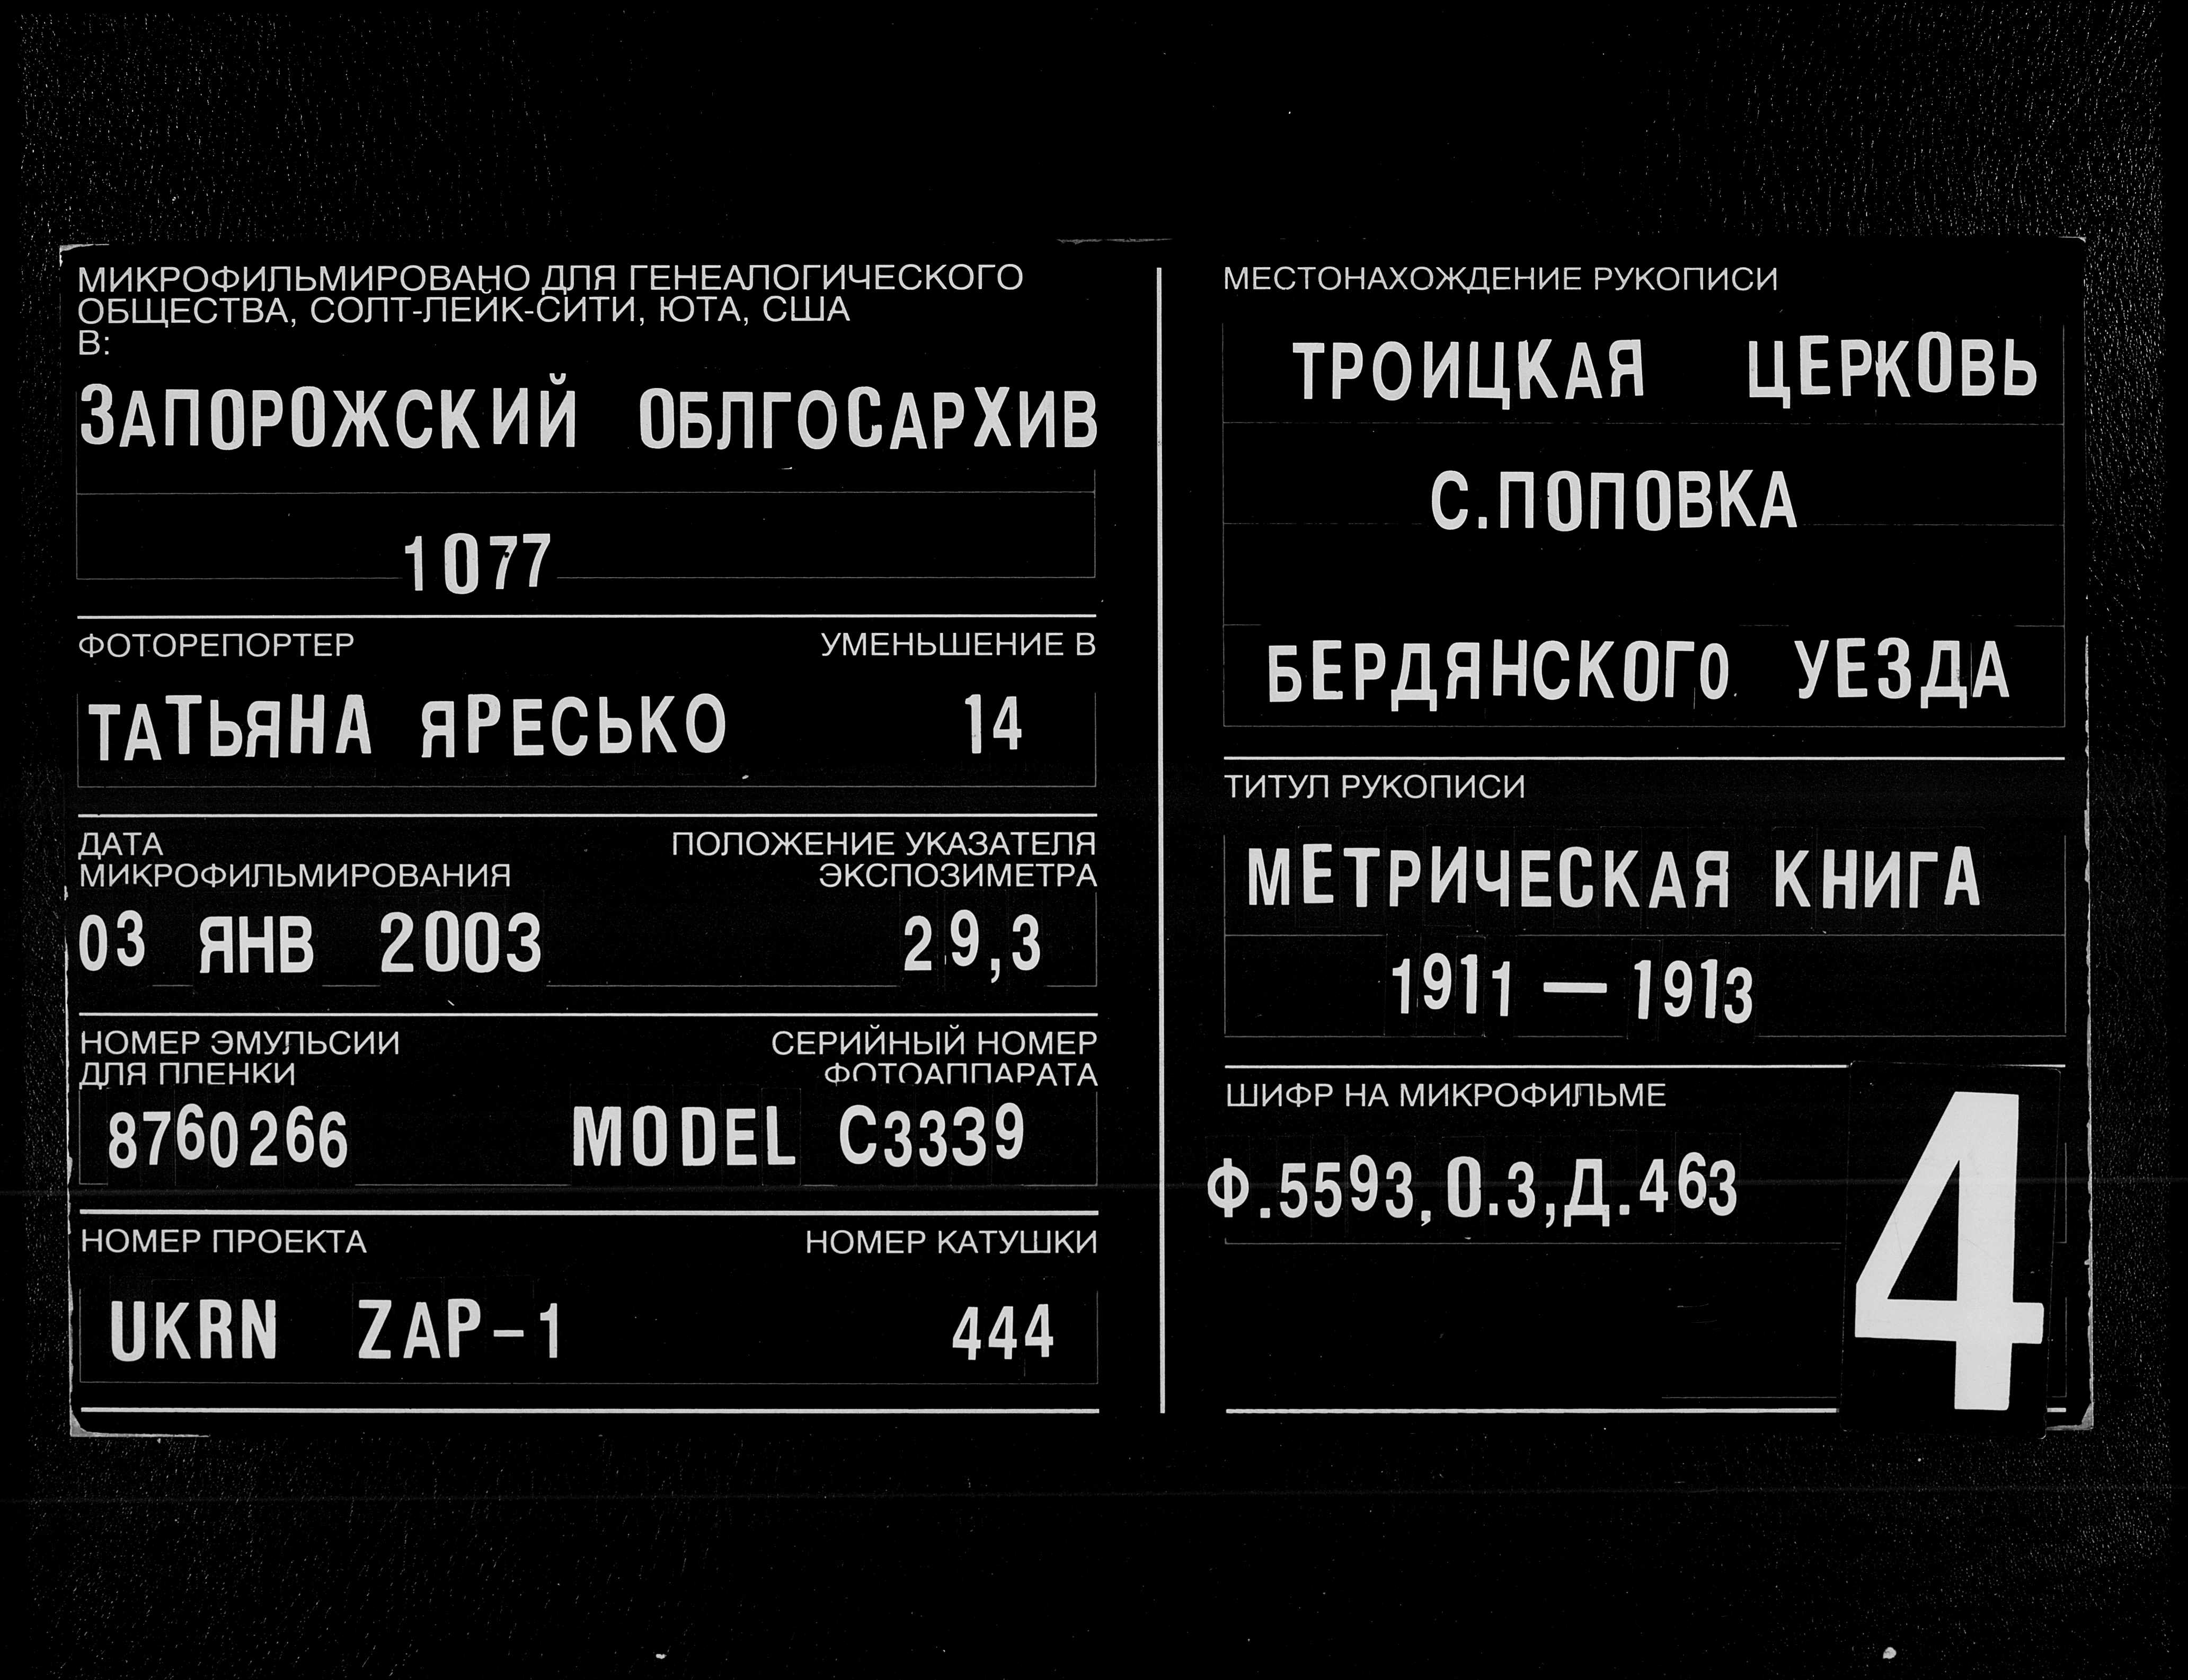 МИКРОФИЛЬМИРОВАНО ДЛЯ ГЕНЕАЛОГИЧЕСКОГО
ОБЩЕСТВА, СОЛТ-ЛЕЙК-СИТИ, ЮТА, США
В:
ЗАПОРОЖСКИЙ ОБЛГОСАРХИВ
1077
ФОТОРЕПОРТЕР УМЕНЬШЕНИЕ В
ТАТЬЯНА ЯРЕСЬКО 14
ДАТА ПОЛОЖЕНИЕ УКАЗАТЕЛЯ
МИКРОФИЛЬМИРОВАНИЯ ЭКСПОЗИМЕТРА
03 ЯНВ 2003 29,3
НОМЕР ЭМУЛЬСИИ СЕРИЙНЫЙ НОМЕР
ДЛЯ ПЛЕНКИ ФОТОАППАРАТА
8760266 MODEL C3339
НОМЕР ПРОЕКТА НОМЕР КАТУШКИ
UKRN ZAP-1 444
МЕСТОНАХОЖДЕНИЕ РУКОПИСИ
ТРОИЦКАЯ ЦЕРКОВЬ
С.ПОПОВКА
БЕРДЯНСКОГО УЕЗДА
ТИТУЛ РУКОПИСИ
МЕТРИЧЕСКАЯ КНИГА
1911 — 1913
ШИФР НА МИКРОФИЛЬМЕ
Ф.5593, О.3,Д.463
4